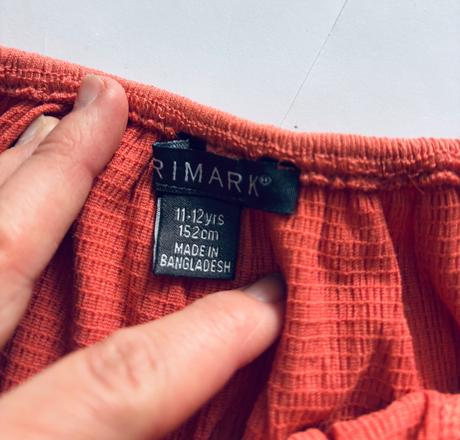 RIMARK®
11-12yrs
152cm
MADE IN
BANGLADESH